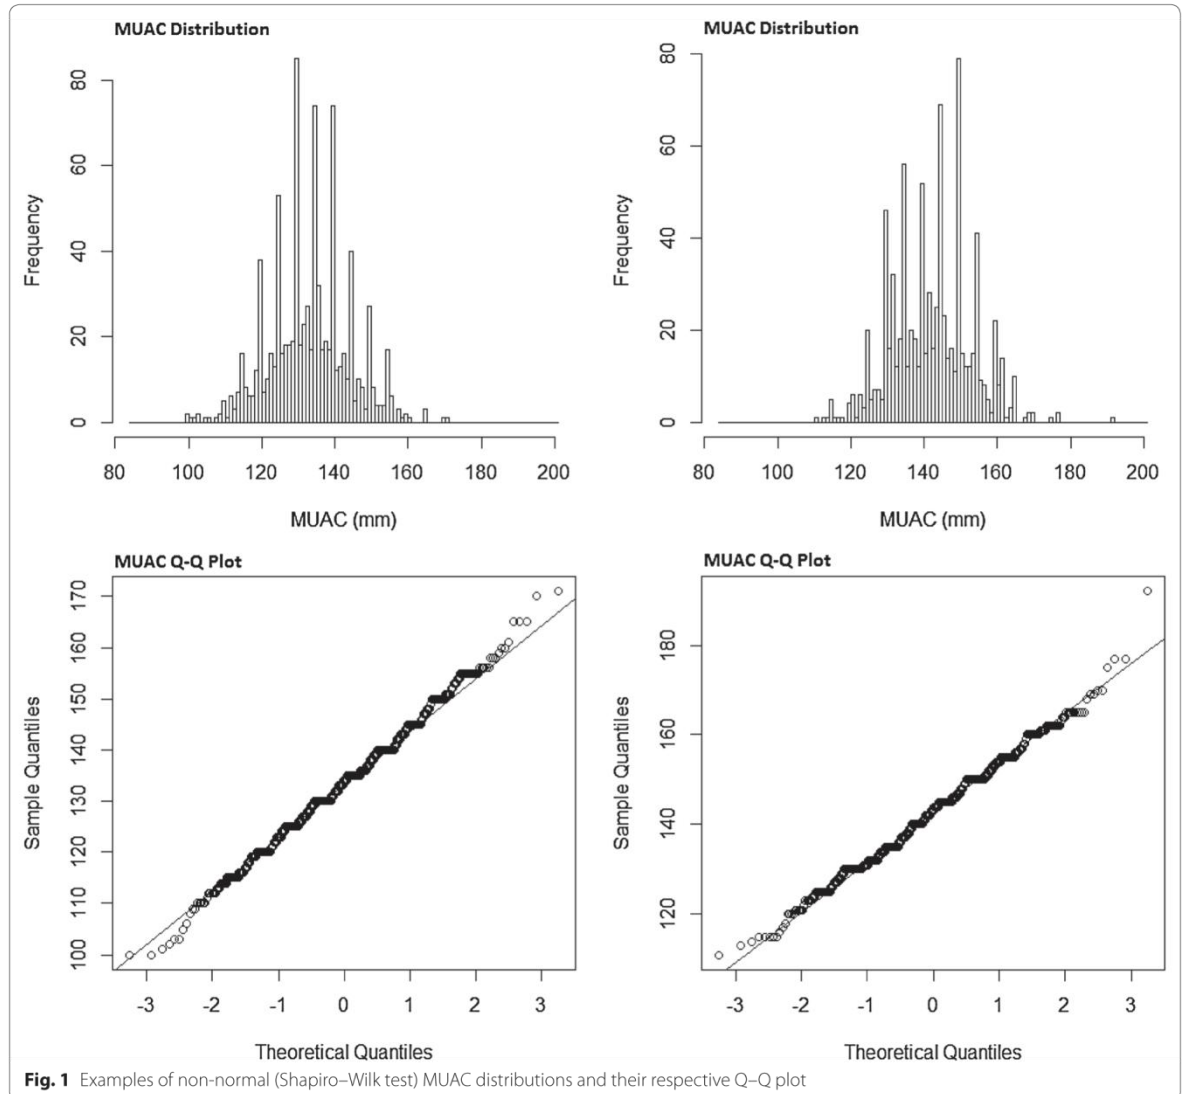 MUAC Distribution
Frequency
80
60
40
20
0
80 100 120 140 160 180 200
MUAC (mm)
MUAC Distribution
Frequency
80
60
40
20
0
80 100 120 140 160 180 200
MUAC (mm)
MUAC Q-Q Plot
Sample Quantiles
170
160
150
140
130
120
110
100
-3 -2 -1 0 1 2 3
Theoretical Quantiles
MUAC Q-Q Plot
Sample Quantiles
180
160
140
120
-3 -2 -1 0 1 2 3
Theoretical Quantiles
Fig. 1 Examples of non-normal (Shapiro–Wilk test) MUAC distributions and their respective Q–Q plot